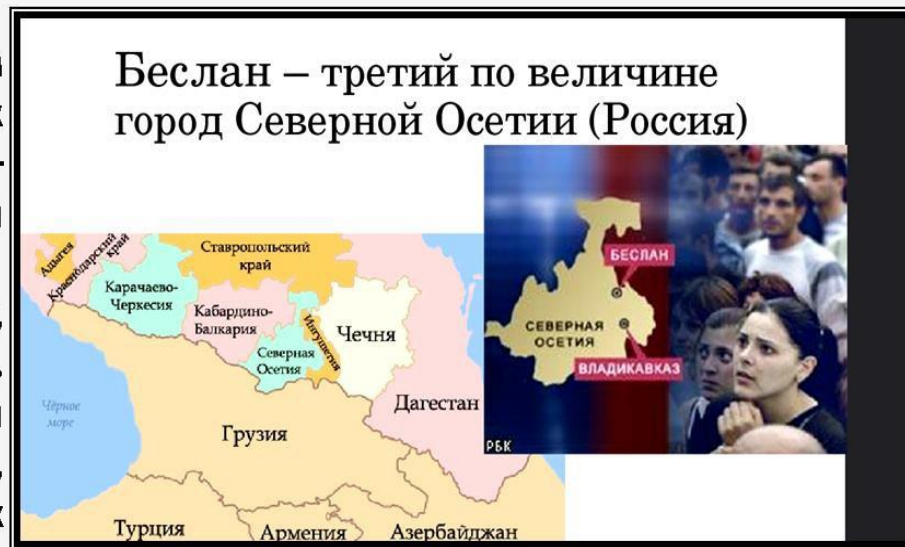 Беслан – третий по величине
город Северной Осетии (Россия)
Адыгея
Краснодарский
край
Ставропольский
край
Карачаево-
Черкесия
Кабардино-
Балкария
Ингушетия
Чечня
Северная
Осетия
Дагестан
Чёрное
море
Грузия
Турция
Армения
Азербайджан
БЕСЛАН
СЕВЕРНАЯ
ОСЕТИЯ
ВЛАДИКАВКАЗ
РБК